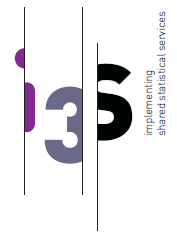 i3S
implementing
shared statistical services